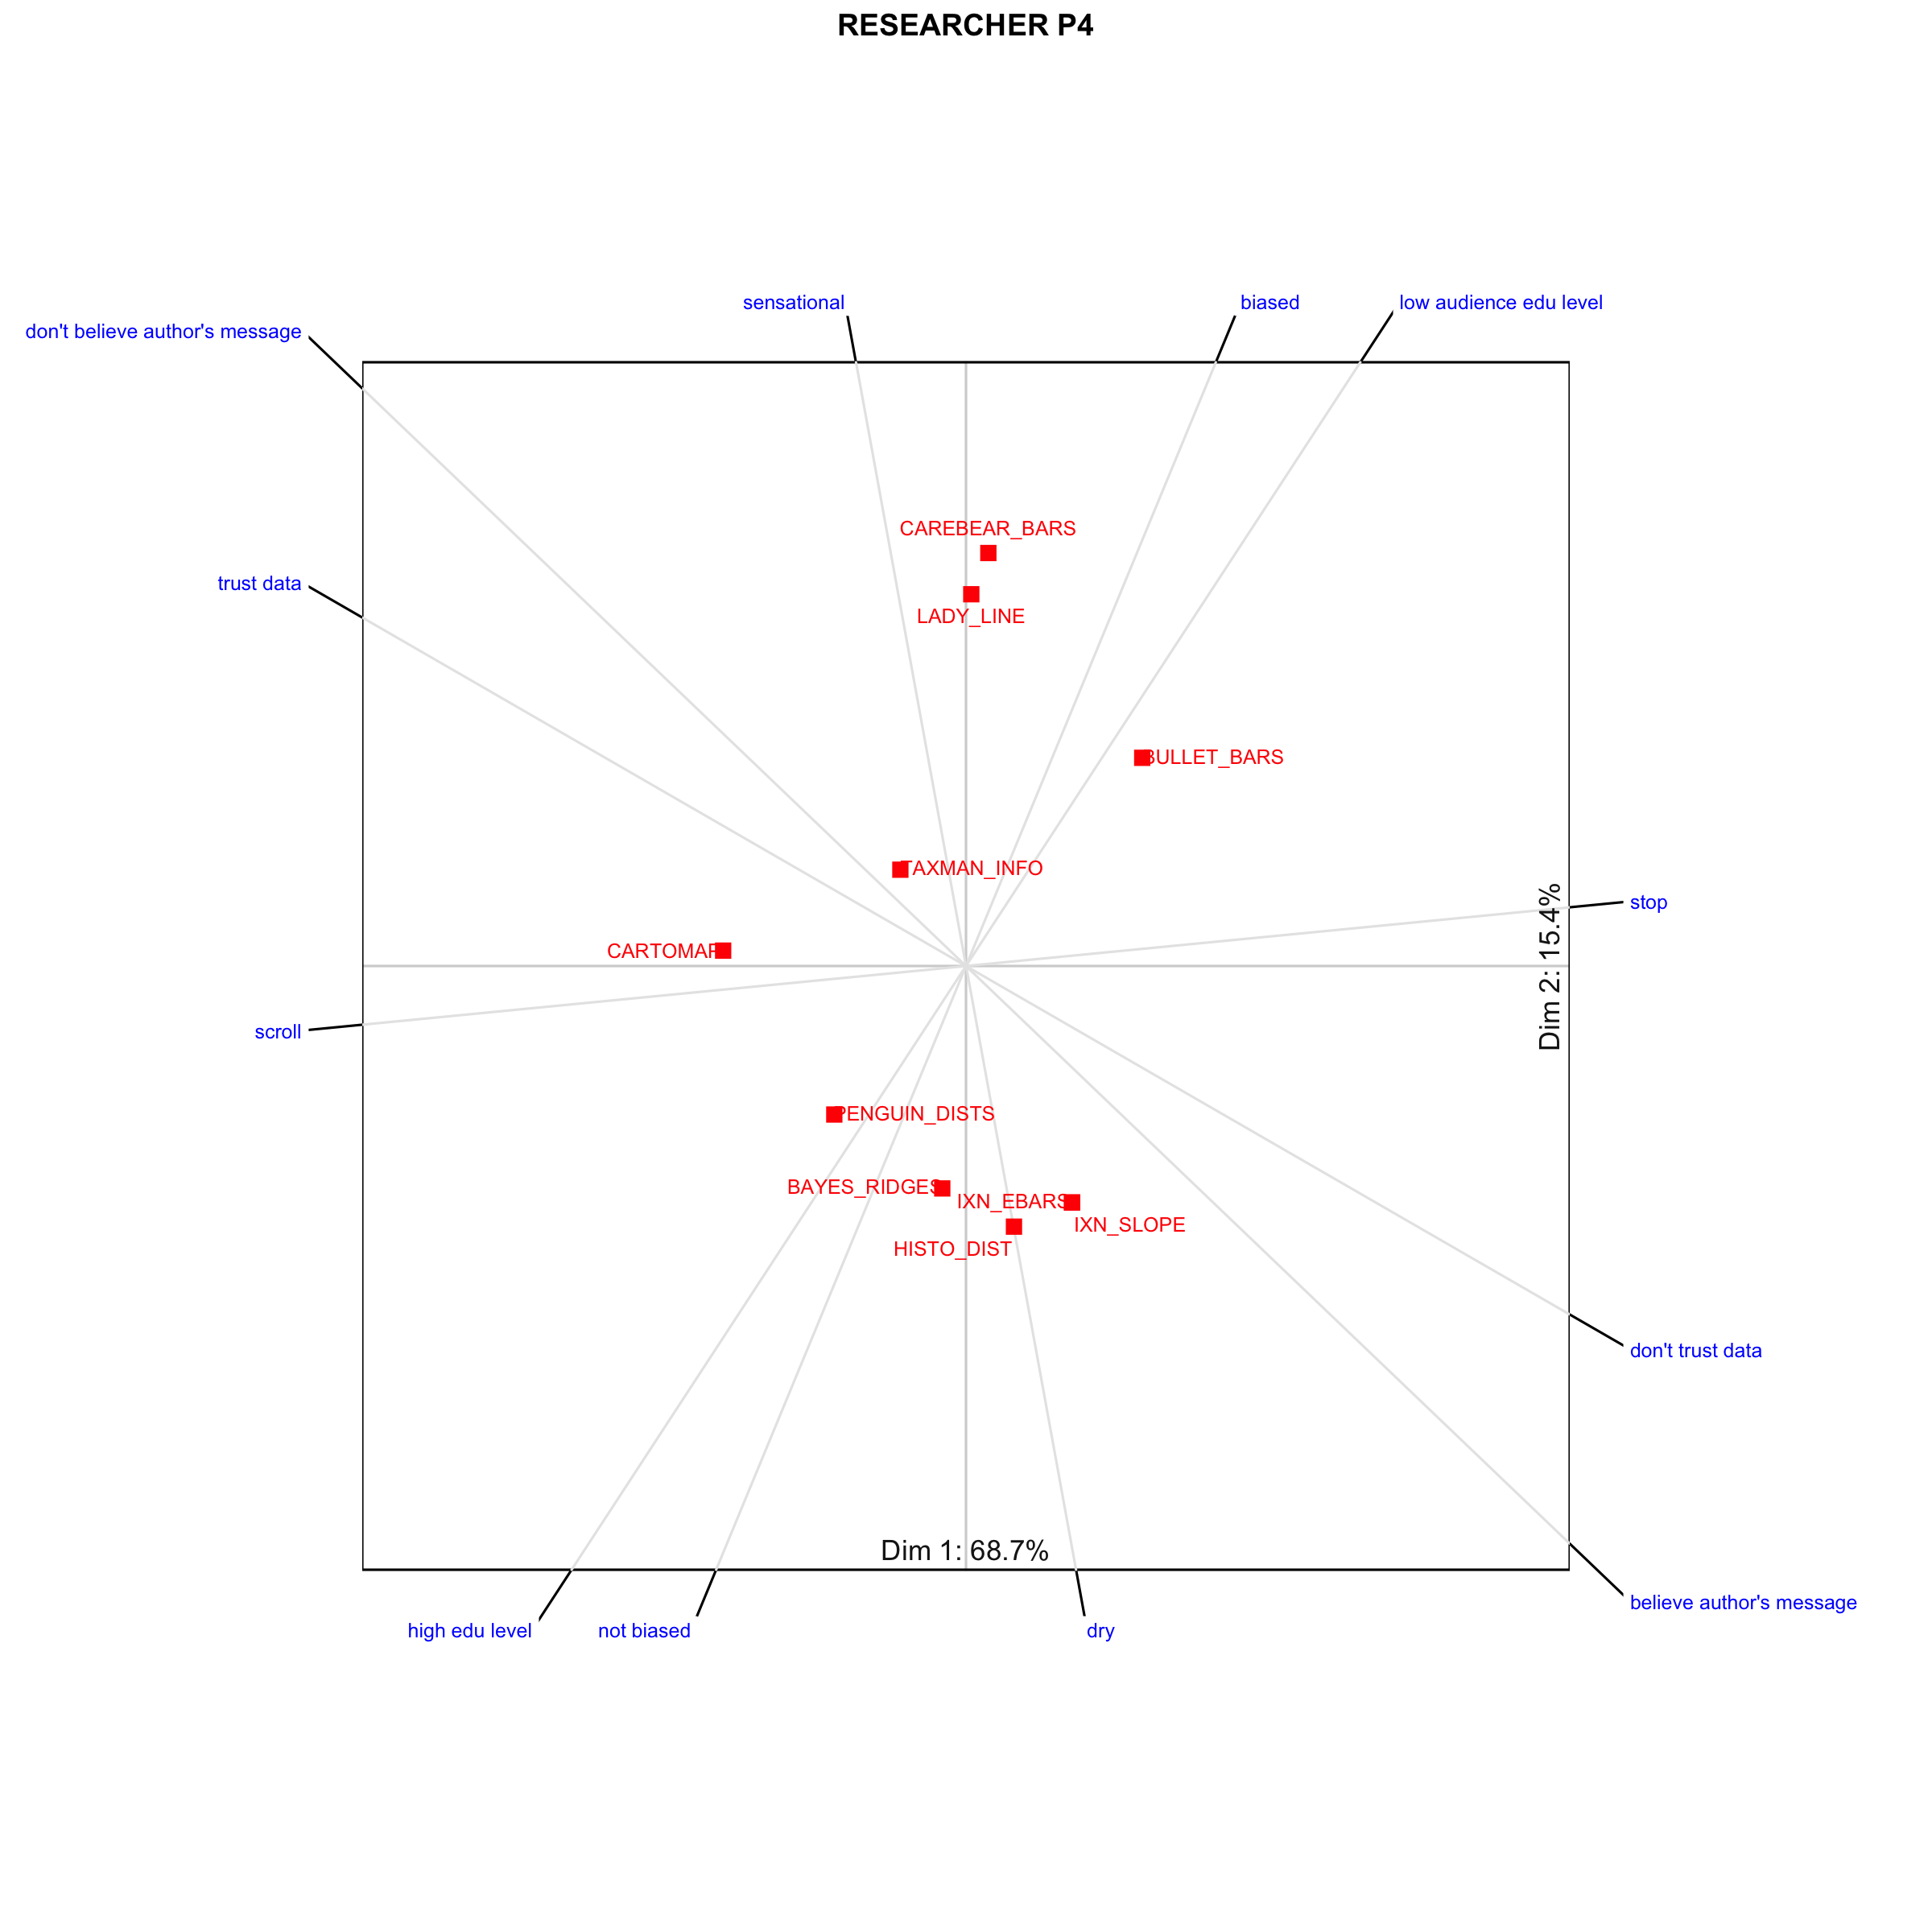 RESEARCHER P4
sensational
biased
low audience edu level
don't believe author's message
CAREBEAR_BARS
trust data
LADY_LINE
BULLET_BARS
TAXMAN_INFO
stop
CARTOMAP
Dim 2: 15.4%
scroll
PENGUIN_DISTS
BAYES_RIDGES
IXN_EBARS
IXN_SLOPE
HISTO_DIST
don't trust data
Dim 1: 68.7%
believe author's message
high edu level
not biased
dry